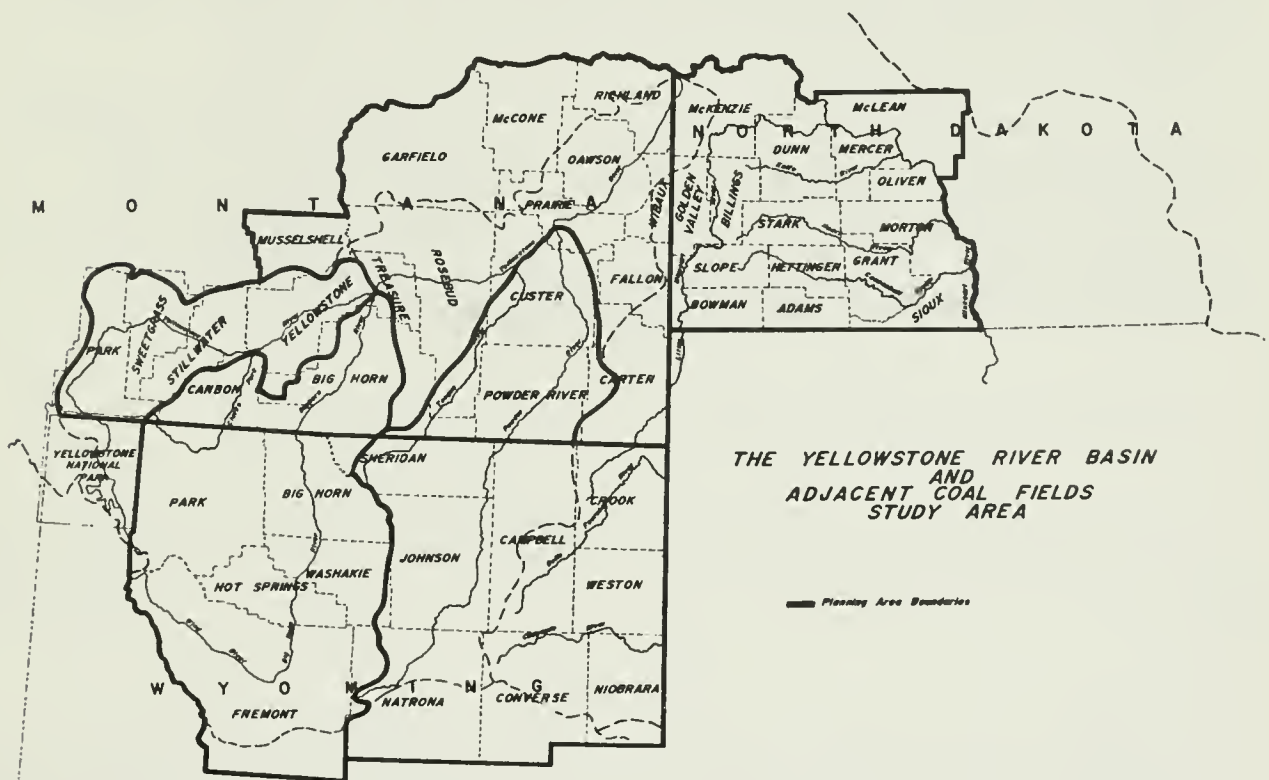 MONTANA
NORTH DAKOTA
WYOMING
RICHLAND
McKENZIE
McLEAN
McCONE
GARFIELD
OAWSON
DUNN
MERCER
OLIVER
PRAIRIE
WIBAUX
GOLDEN
VALLEY
BILLINGS
STARK
MORTON
MUSSELSHELL
TREASURE
ROSEBUD
FALLON
SLOPE
HETTINGER
GRANT
CUSTER
BOWMAN
ADAMS
SIOUX
PARK
SWEETGRASS
STILLWATER
YELLOWSTONE
CARBON
BIG HORN
POWDER RIVER
CARTER
YELLOWSTONE
NATIONAL
PARK
SHERIDAN
PARK
BIG HORN
CROOK
CAMPBELL
JOHNSON
HOT SPRINGS
WASHAKIE
WESTON
FREMONT
NATRONA
CONVERSE
NIOBRARA
THE YELLOWSTONE RIVER BASIN
AND
ADJACENT COAL FIELDS
STUDY AREA
Planning Area Boundaries